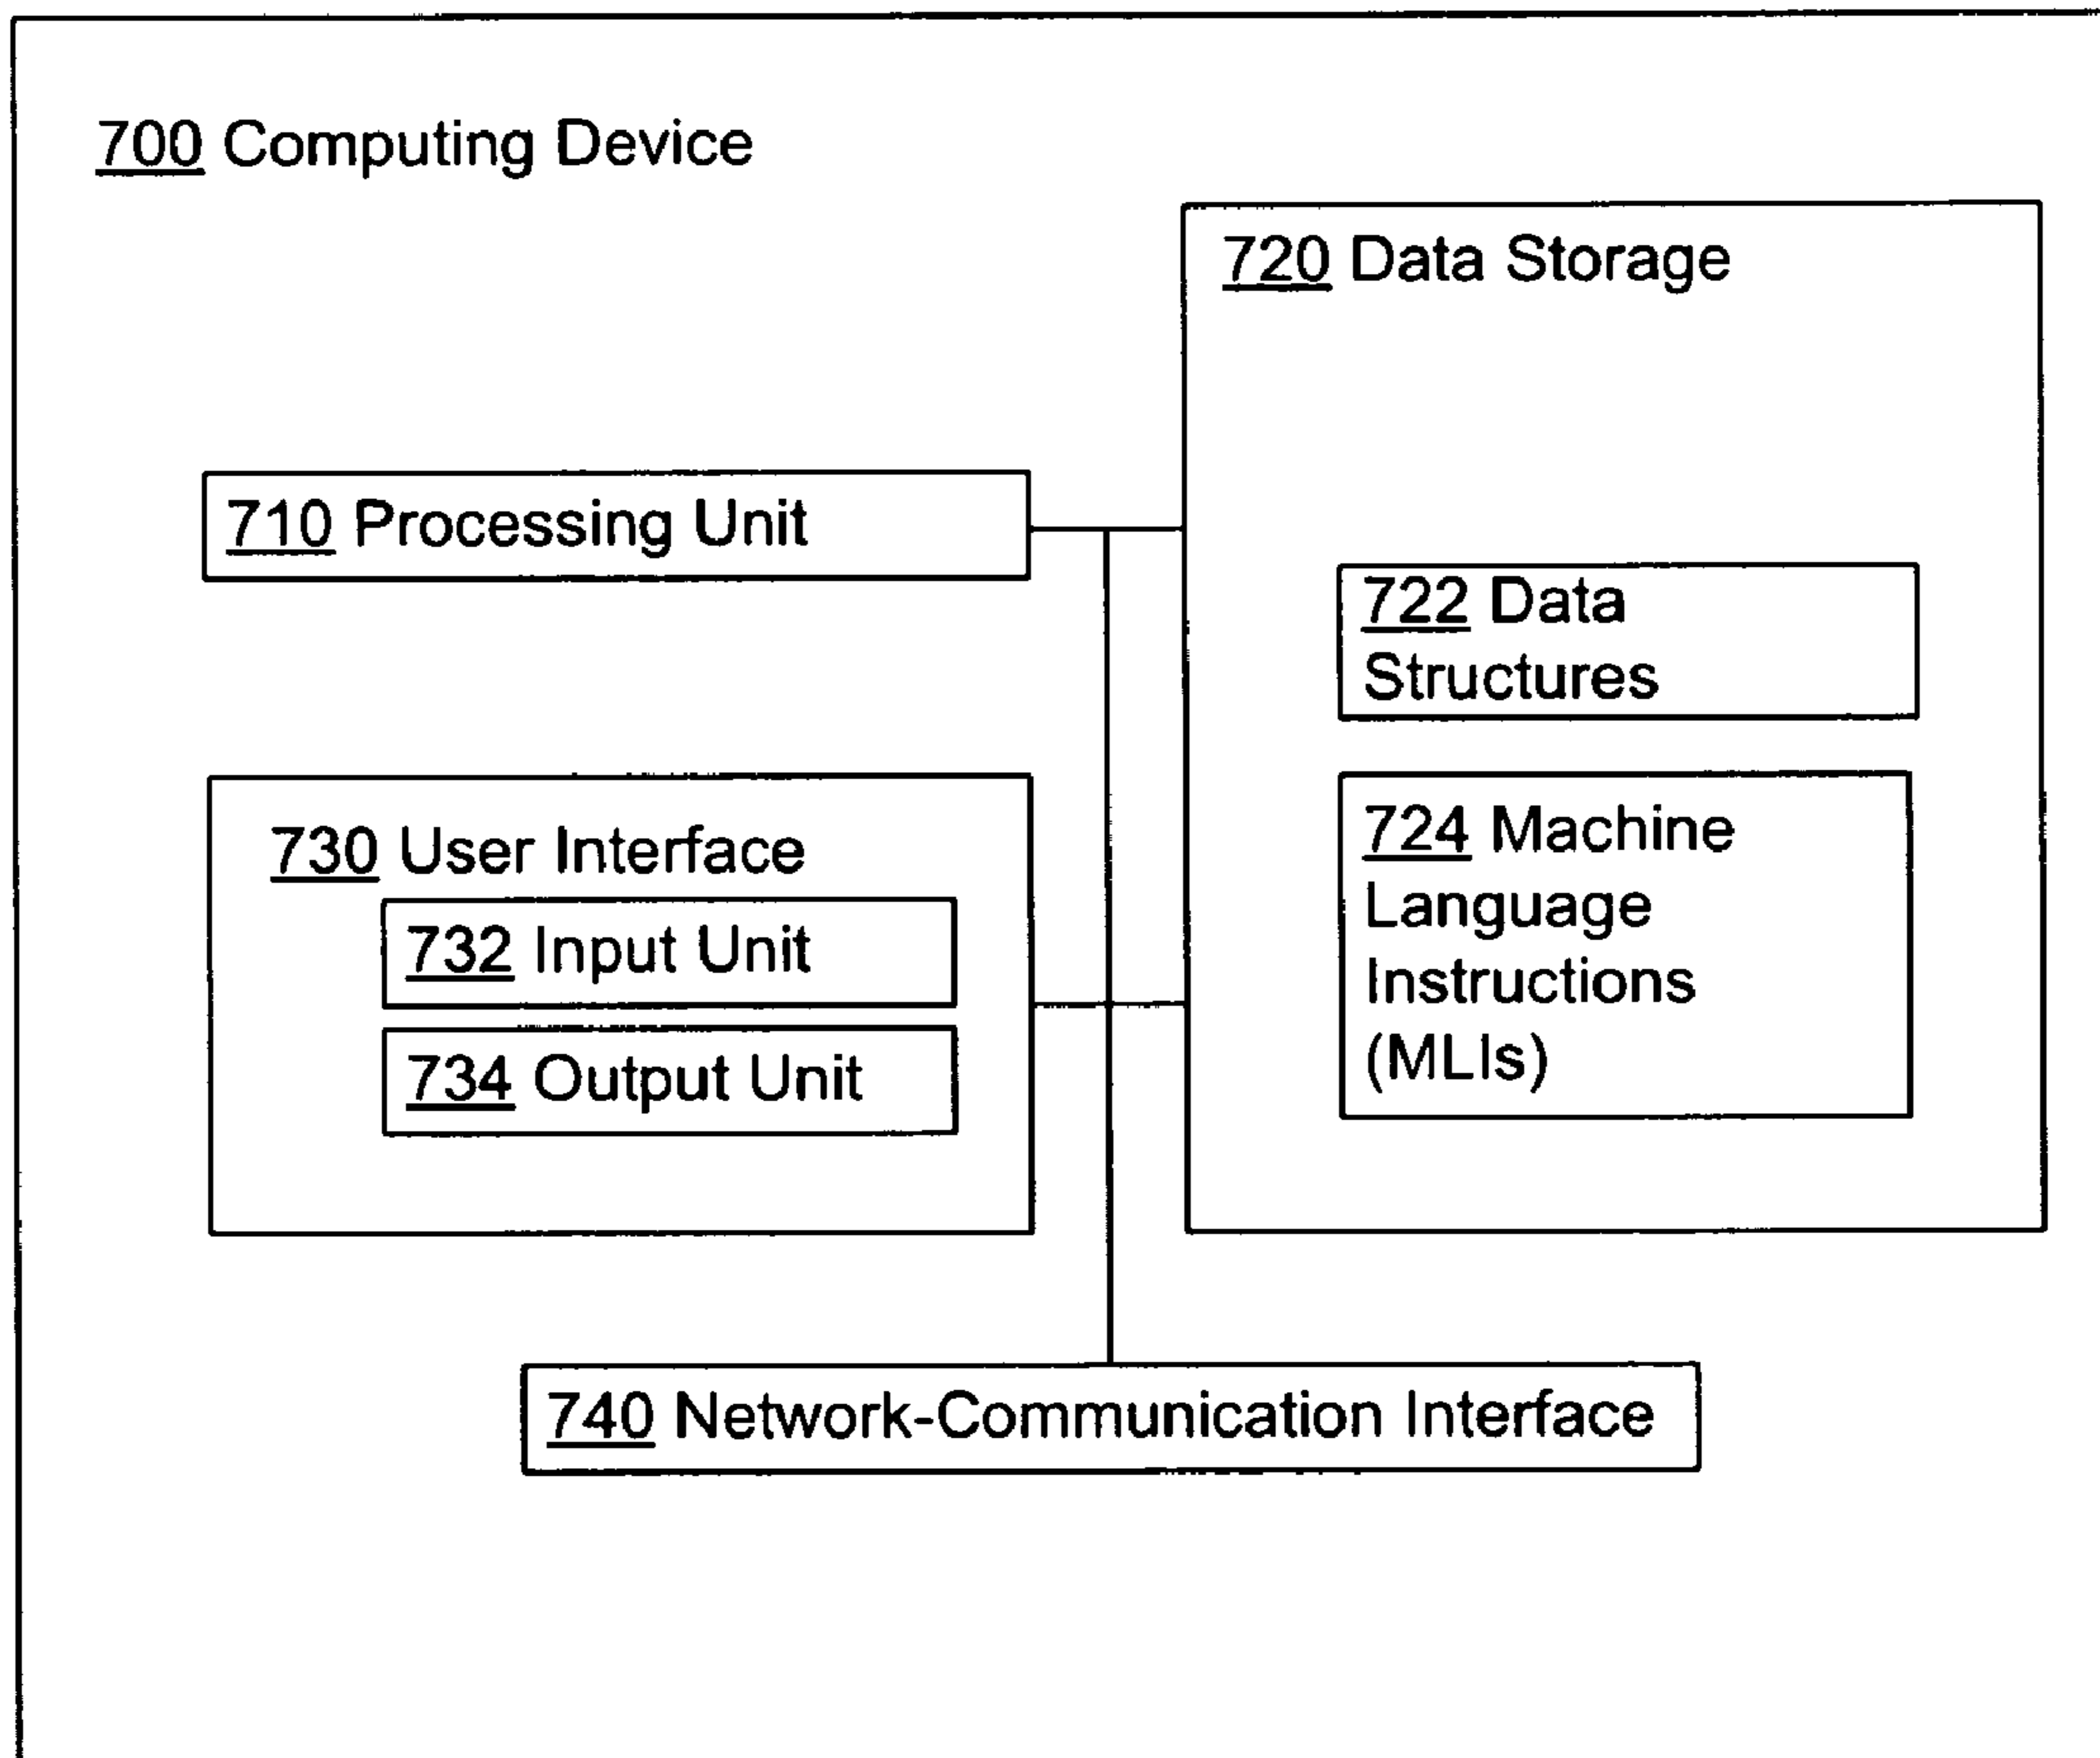 700 Computing Device
720 Data Storage
710 Processing Unit
722 Data
Structures
730 User Interface
732 Input Unit
734 Output Unit
724 Machine
Language
Instructions
(MLIs)
740 Network-Communication Interface